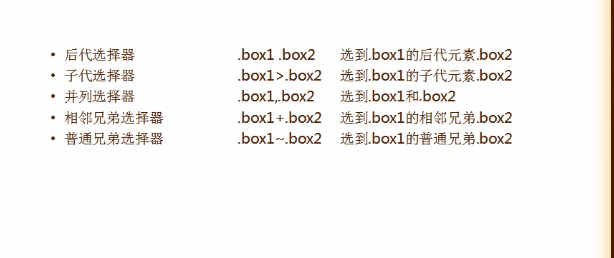 • 后代选择器 .box1 .box2 选到.box1的后代元素.box2
• 子代选择器 .box1>.box2 选到.box1的子代元素.box2
• 并列选择器 .box1,.box2 选到.box1和.box2
• 相邻兄弟选择器 .box1+.box2 选到.box1的相邻兄弟.box2
• 普通兄弟选择器 .box1~.box2 选到.box1的普通兄弟.box2